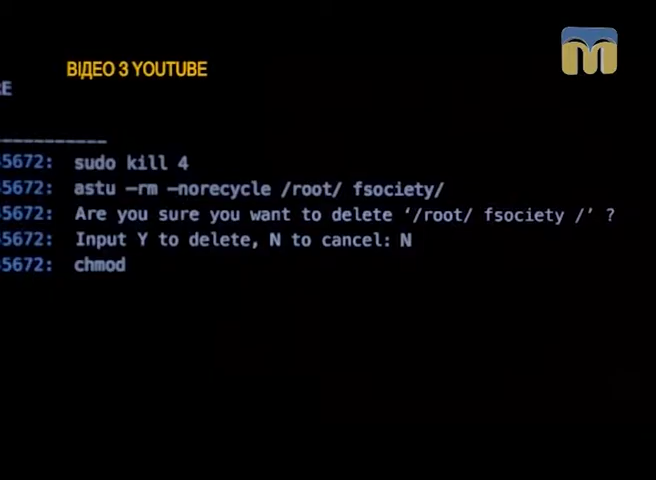 ВІДЕО З YOUTUBE
M
E
5672: sudo kill 4
5672: astu –rm –norecycle /root/ fsociety/
5672: Are you sure you want to delete ‘/root/ fsociety /’ ?
5672: Input Y to delete, N to cancel: N
5672: chmod